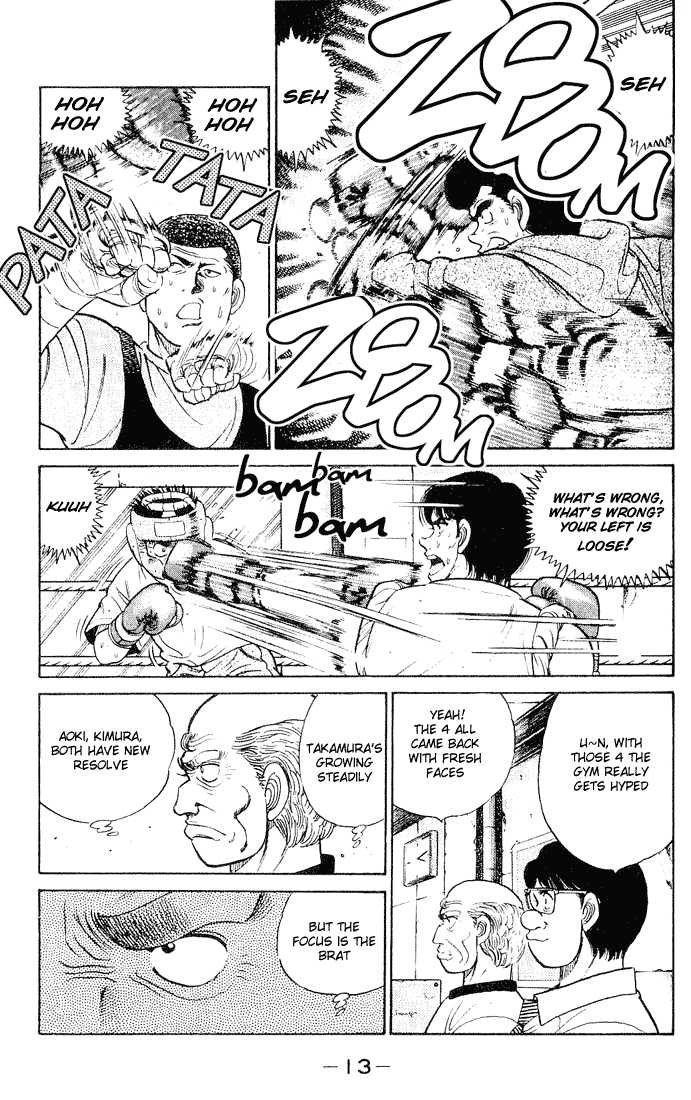 ZOOOM
SEH
SEH
ZOOOM
HOH
HOH
HOH
HOH
TATA
PATA
WHAT'S WRONG,
WHAT'S WRONG?
YOUR LEFT IS
LOOSE!
bam
bam
bam
KUUH
U~N, WITH
THOSE 4 THE
GYM REALLY
GETS HYPED
YEAH!
THE 4 ALL
CAME BACK
WITH FRESH
FACES
TAKAMURA'S
GROWING
STEADILY
AOKI, KIMURA,
BOTH HAVE NEW
RESOLVE
BUT THE
FOCUS IS THE
BRAT
—13—